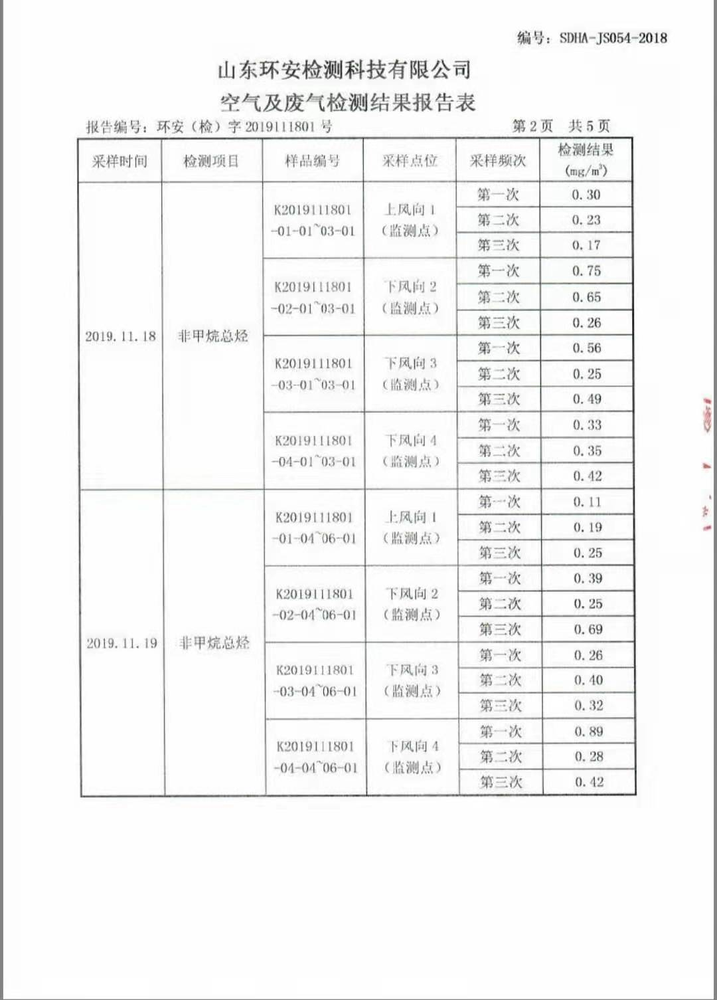 编号：SDHA-JS054-2018
山东环安检测科技有限公司
空气及废气检测结果报告表
报告编号：环安（检）字 2019111801 号 第 2 页 共 5 页
采样时间 检测项目 样品编号 采样点位 采样频次 检测结果
(mg/m³)
2019.11.18 非甲烷总烃
K2019111801
-01-01~03-01
上风向 1
（监测点）
第一次 0.30
第二次 0.23
第三次 0.17
K2019111801
-02-01~03-01
下风向 2
（监测点）
第一次 0.75
第二次 0.65
第三次 0.26
K2019111801
-03-01~03-01
下风向 3
（监测点）
第一次 0.56
第二次 0.25
第三次 0.49
K2019111801
-04-01~03-01
下风向 4
（监测点）
第一次 0.33
第二次 0.35
第三次 0.42
2019.11.19 非甲烷总烃
K2019111801
-01-04~06-01
上风向 1
（监测点）
第一次 0.11
第二次 0.19
第三次 0.25
K2019111801
-02-04~06-01
下风向 2
（监测点）
第一次 0.39
第二次 0.25
第三次 0.69
K2019111801
-03-04~06-01
下风向 3
（监测点）
第一次 0.26
第二次 0.40
第三次 0.32
K2019111801
-04-04~06-01
下风向 4
（监测点）
第一次 0.89
第二次 0.28
第三次 0.42